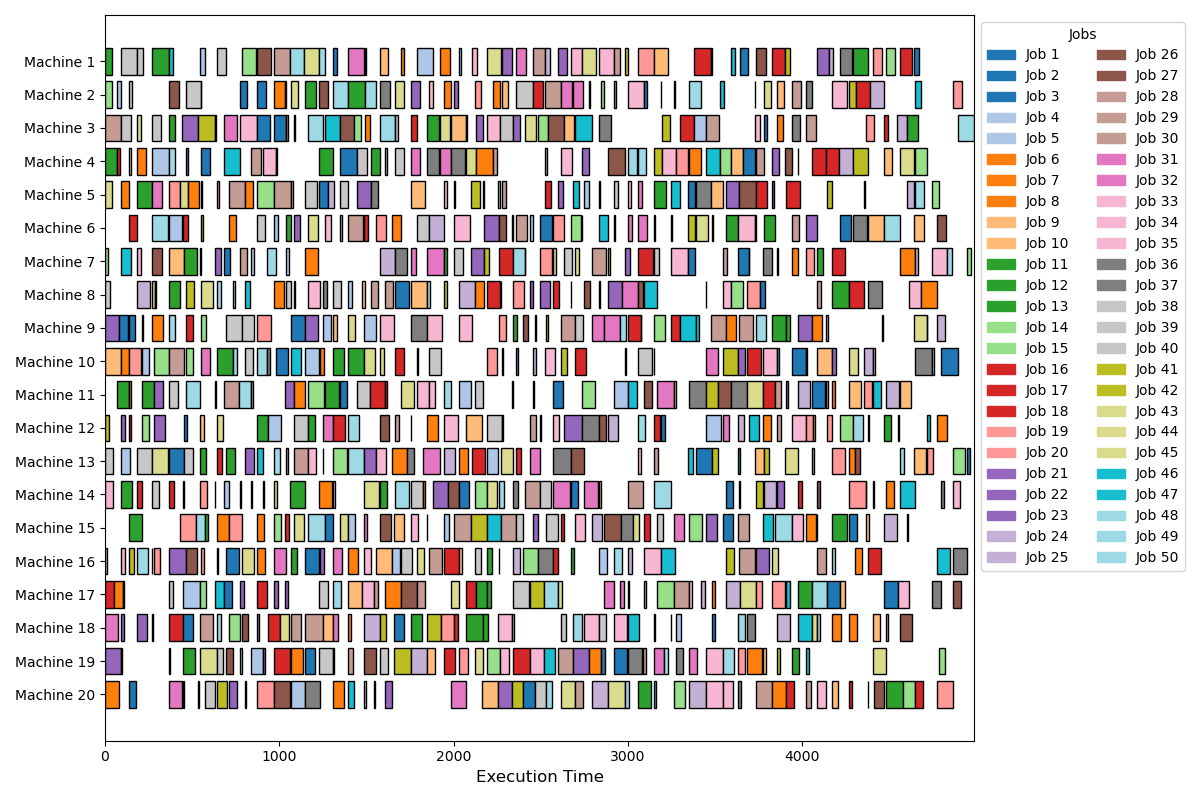 Machine 1
Machine 2
Machine 3
Machine 4
Machine 5
Machine 6
Machine 7
Machine 8
Machine 9
Machine 10
Machine 11
Machine 12
Machine 13
Machine 14
Machine 15
Machine 16
Machine 17
Machine 18
Machine 19
Machine 20
0 1000 2000 3000 4000
Execution Time
Jobs
Job 1
Job 2
Job 3
Job 4
Job 5
Job 6
Job 7
Job 8
Job 9
Job 10
Job 11
Job 12
Job 13
Job 14
Job 15
Job 16
Job 17
Job 18
Job 19
Job 20
Job 21
Job 22
Job 23
Job 24
Job 25
Job 26
Job 27
Job 28
Job 29
Job 30
Job 31
Job 32
Job 33
Job 34
Job 35
Job 36
Job 37
Job 38
Job 39
Job 40
Job 41
Job 42
Job 43
Job 44
Job 45
Job 46
Job 47
Job 48
Job 49
Job 50